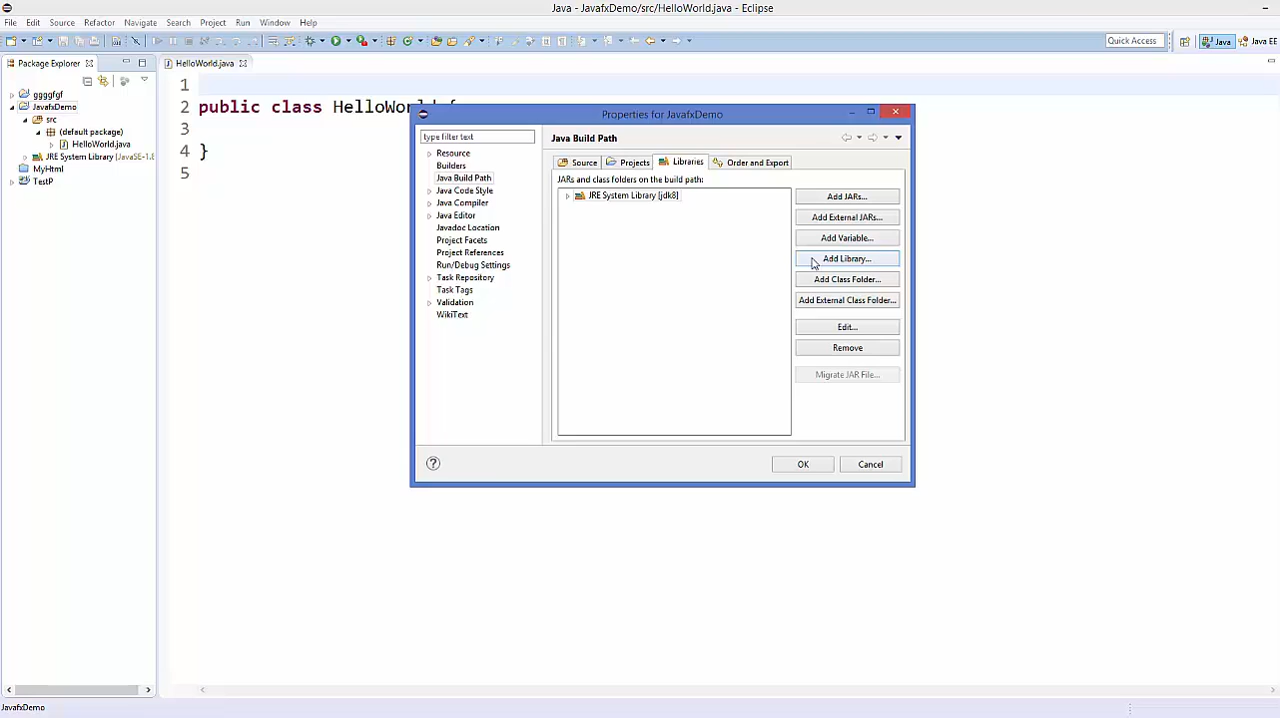 Java - JavafxDemo/src/HelloWorld.java - Eclipse
File Edit Source Refactor Navigate Search Project Run Window Help
Quick Access Java Java EE
Package Explorer
HelloWorld.java
ggggfgf
JavafxDemo
src
(default package)
HelloWorld.java
JRE System Library [JavaSE-1.8
MyHtml
TestP
1
2 public class HelloWorld {
3
4 }
5
Properties for JavafxDemo
type filter text
Resource
Builders
Java Build Path
Java Code Style
Java Compiler
Java Editor
Javadoc Location
Project Facets
Project References
Run/Debug Settings
Task Repository
Task Tags
Validation
WikiText
Java Build Path
Source Projects Libraries Order and Export
JARs and class folders on the build path:
JRE System Library [jdk8]
Add JARs...
Add External JARs...
Add Variable...
Add Library...
Add Class Folder...
Add External Class Folder...
Edit...
Remove
Migrate JAR File...
?
OK Cancel
JavafxDemo